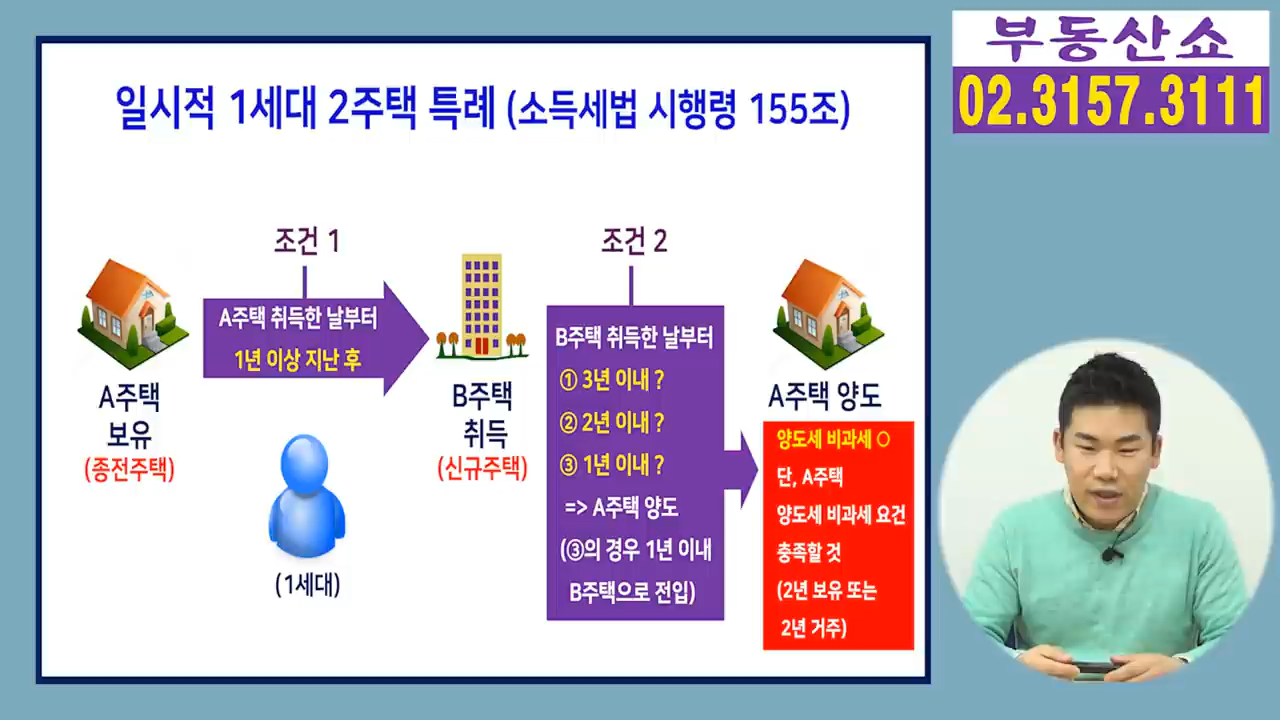 부동산쇼
02.3157.3111
일시적 1세대 2주택 특례 (소득세법 시행령 155조)
조건 1
A주택 취득한 날부터
1년 이상 지난 후
조건 2
B주택 취득한 날부터
① 3년 이내 ?
② 2년 이내 ?
③ 1년 이내 ?
=> A주택 양도
(③의 경우 1년 이내
B주택으로 전입)
A주택
보유
(종전주택)
(1세대)
B주택
취득
(신규주택)
A주택 양도
양도세 비과세 O
단, A주택
양도세 비과세 요건
충족할 것
(2년 보유 또는
2년 거주)